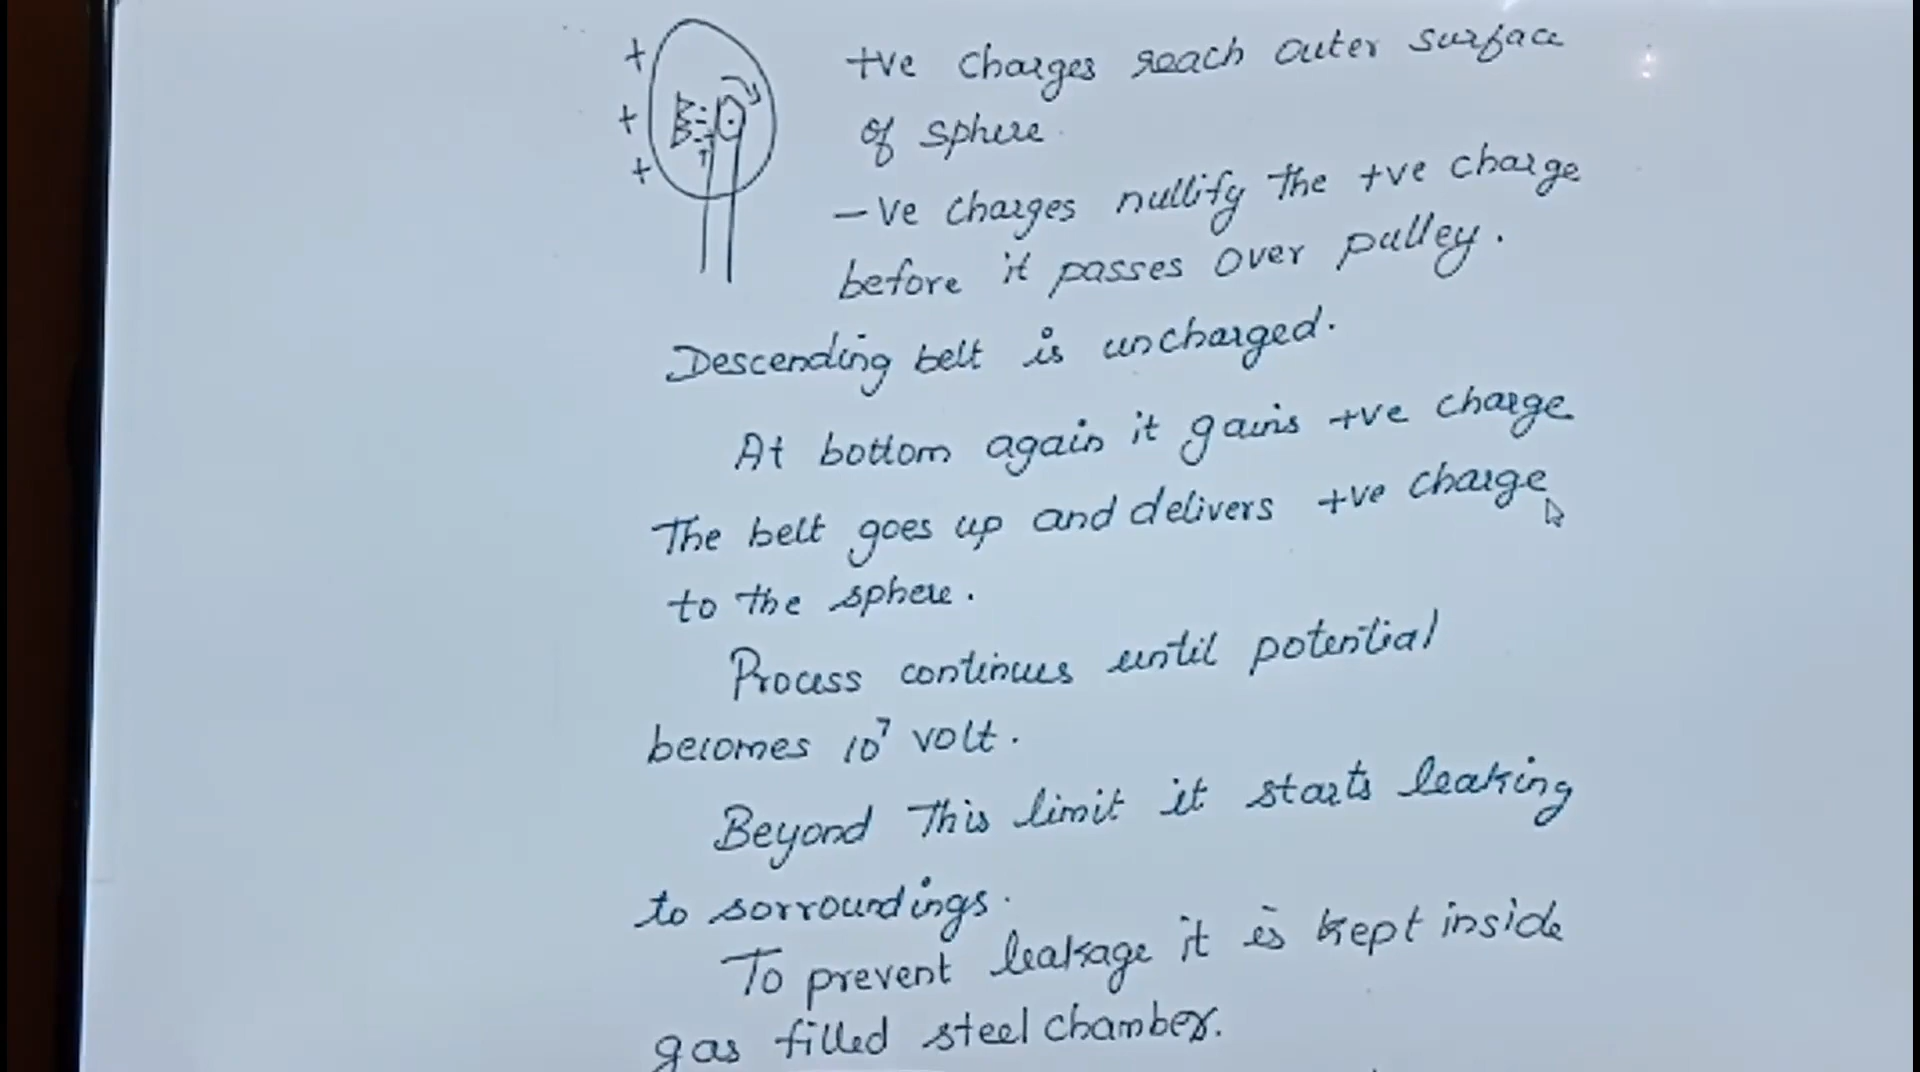 +ve charges reach outer surface
of sphere
-ve charges nullify the +ve charge
before it passes over pulley.
Descending belt is uncharged.
At bottom again it gains +ve charge
The belt goes up and delivers +ve charge
to the sphere.
Process continues until potential
becomes 10⁷ volt.
Beyond This limit it starts leaking
to sorroundings.
To prevent leakage it is kept inside
gas filled steel chamber.